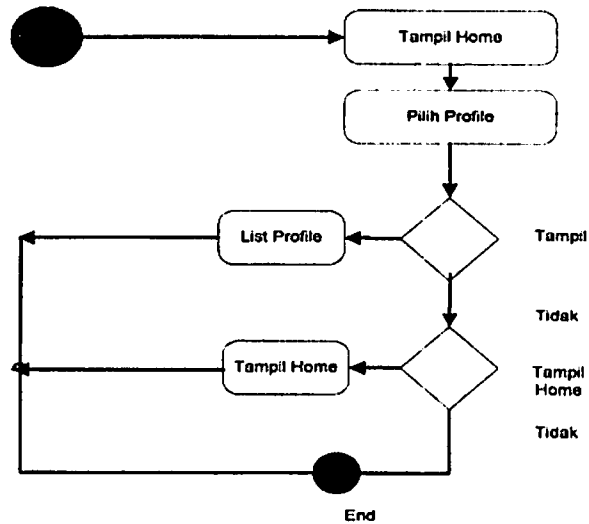 Tampil Home
Pilih Profile
List Profile
Tampil
Tidak
Tampil Home
Tampil
Home
Tidak
End